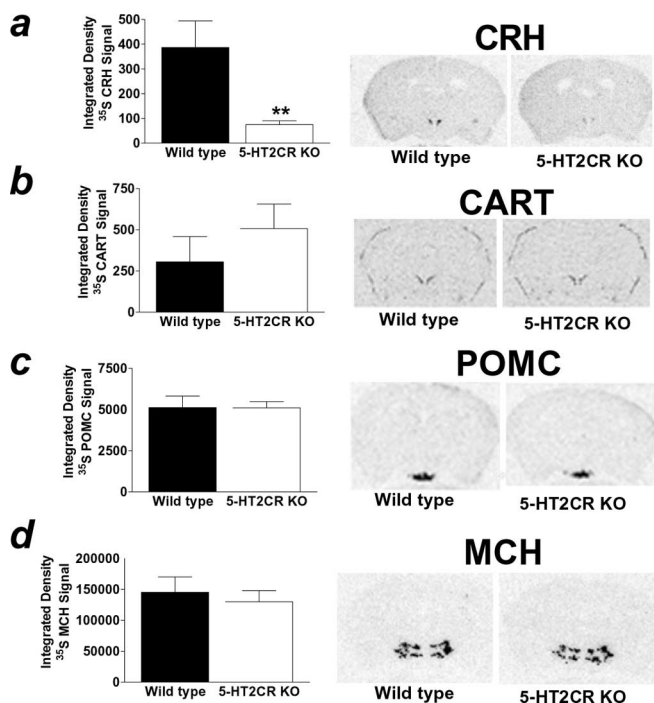 a
Integrated Density
35S CRH Signal
500
400
300
200
100
0
**
Wild type
5-HT2CR KO
CRH
Wild type
5-HT2CR KO
b
Integrated Density
35S CART Signal
750
500
250
0
Wild type
5-HT2CR KO
CART
Wild type
5-HT2CR KO
c
Integrated Density
35S POMC Signal
7500
5000
2500
0
Wild type
5-HT2CR KO
POMC
Wild type
5-HT2CR KO
d
Integrated Density
35S MCH Signal
200000
150000
100000
50000
0
Wild type
5-HT2CR KO
MCH
Wild type
5-HT2CR KO